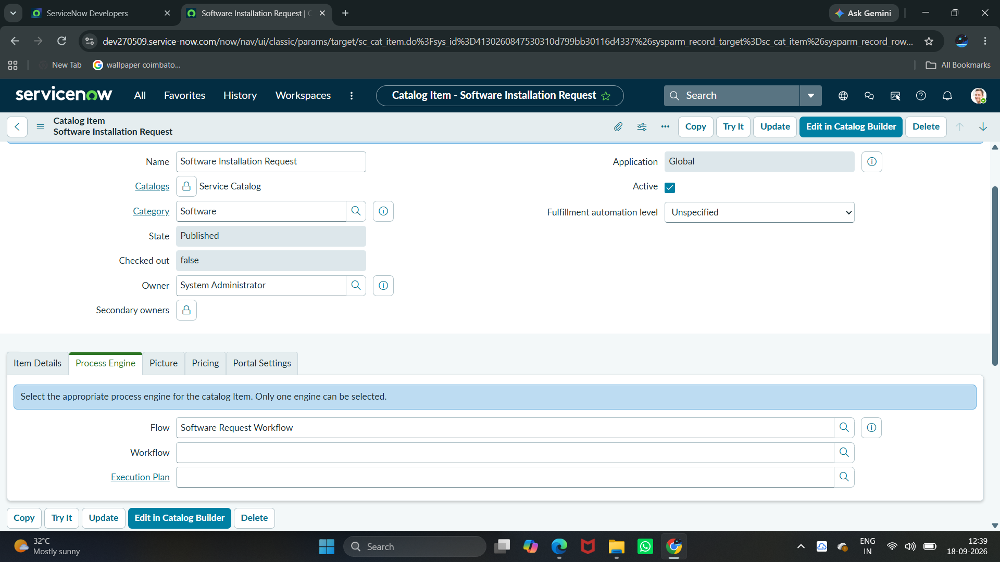 ServiceNow Developers
Software Installation Request |
Ask Gemini
dev270509.service-now.com/now/nav/ui/classic/params/target/sc_cat_item.do%3Fsys_id%3D4130260847530310d799bb30116d4337%26sysparm_record_target%3Dsc_cat_item%26sysparm_record_row...
New Tab
wallpaper coimbato...
All Bookmarks
servicenow
All
Favorites
History
Workspaces
Catalog Item - Software Installation Request
Search
Catalog Item
Software Installation Request
Copy
Try It
Update
Edit in Catalog Builder
Delete
Name
Software Installation Request
Application
Global
Catalogs
Service Catalog
Active
Category
Software
Fulfillment automation level
Unspecified
State
Published
Checked out
false
Owner
System Administrator
Secondary owners
Item Details
Process Engine
Picture
Pricing
Portal Settings
Select the appropriate process engine for the catalog Item. Only one engine can be selected.
Flow
Software Request Workflow
Workflow
Execution Plan
Copy
Try It
Update
Edit in Catalog Builder
Delete
32°C
Mostly sunny
Search
ENG
IN
12:39
18-09-2026